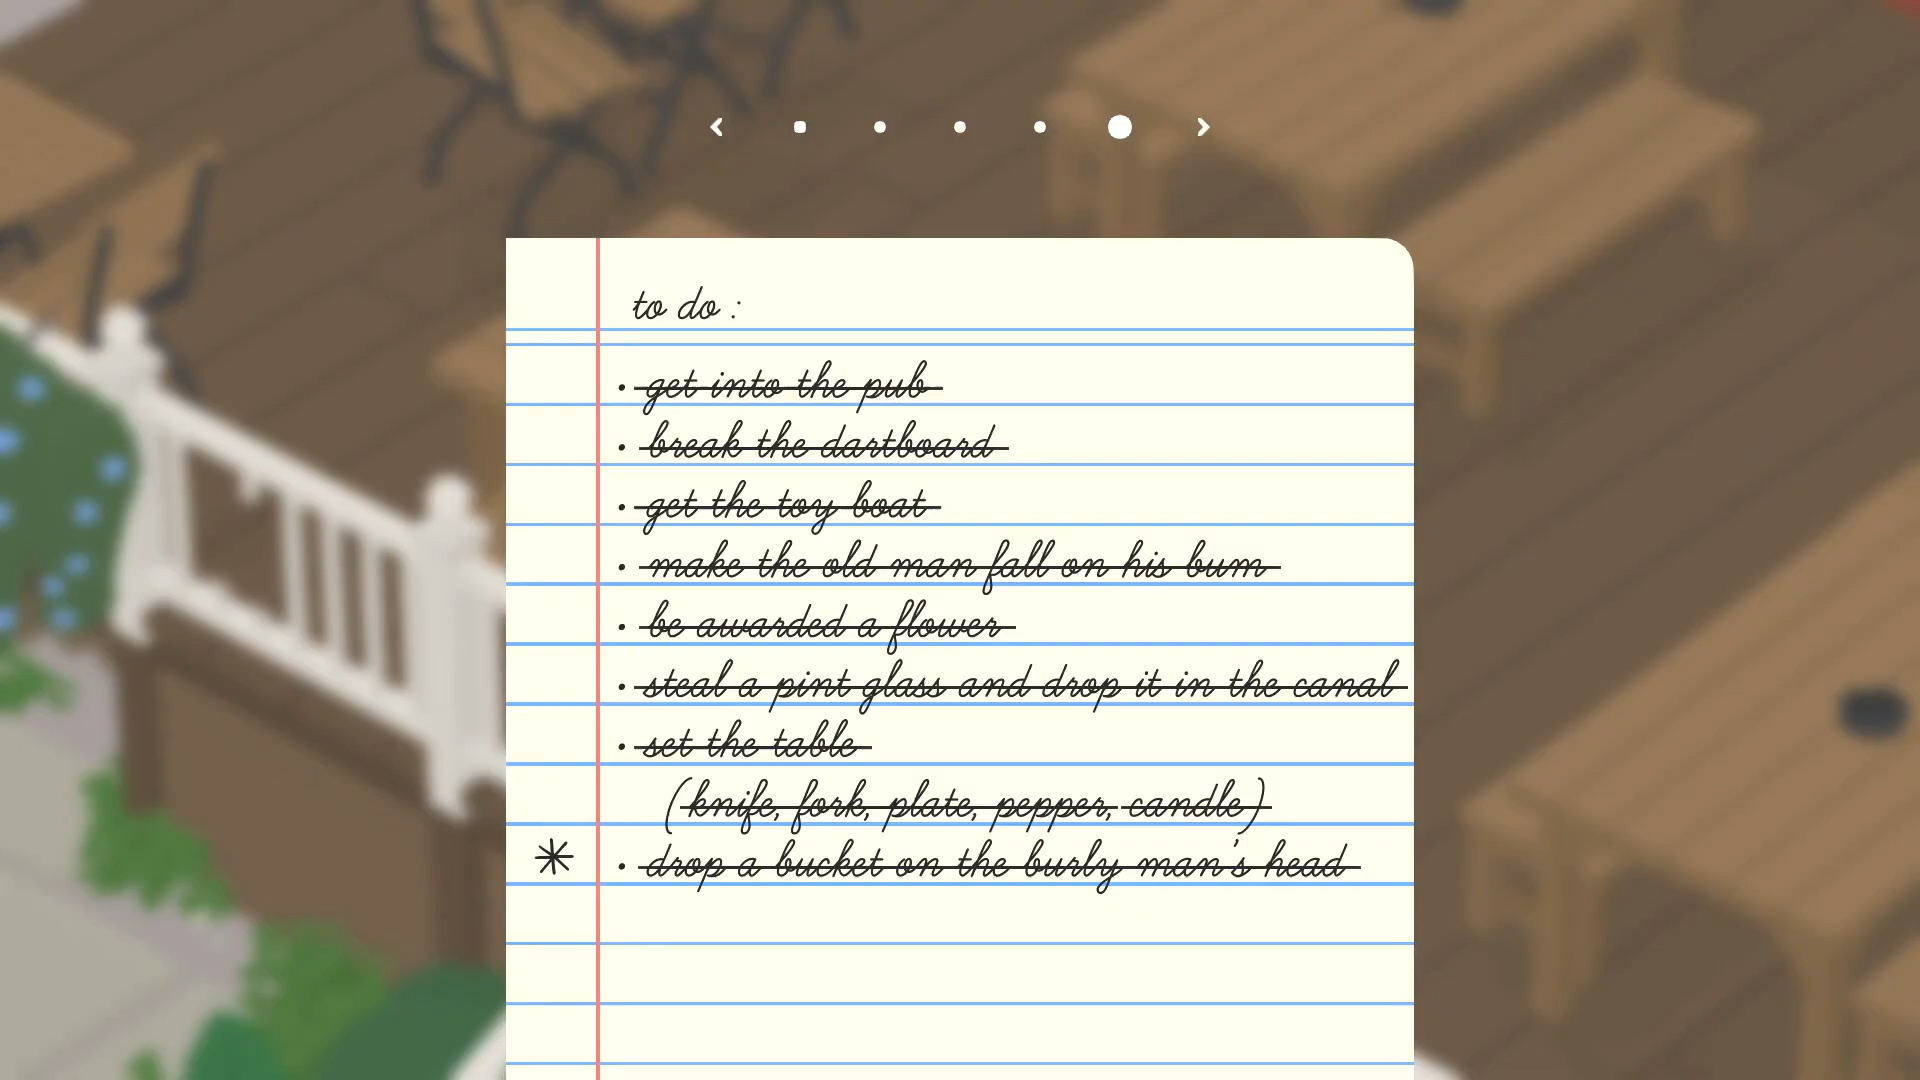 to do :
• get into the pub
• break the dartboard
• get the toy boat
• make the old man fall on his bum
• be awarded a flower
• steal a pint glass and drop it in the canal
• set the table
(knife, fork, plate, pepper, candle)
* • drop a bucket on the burly man's head